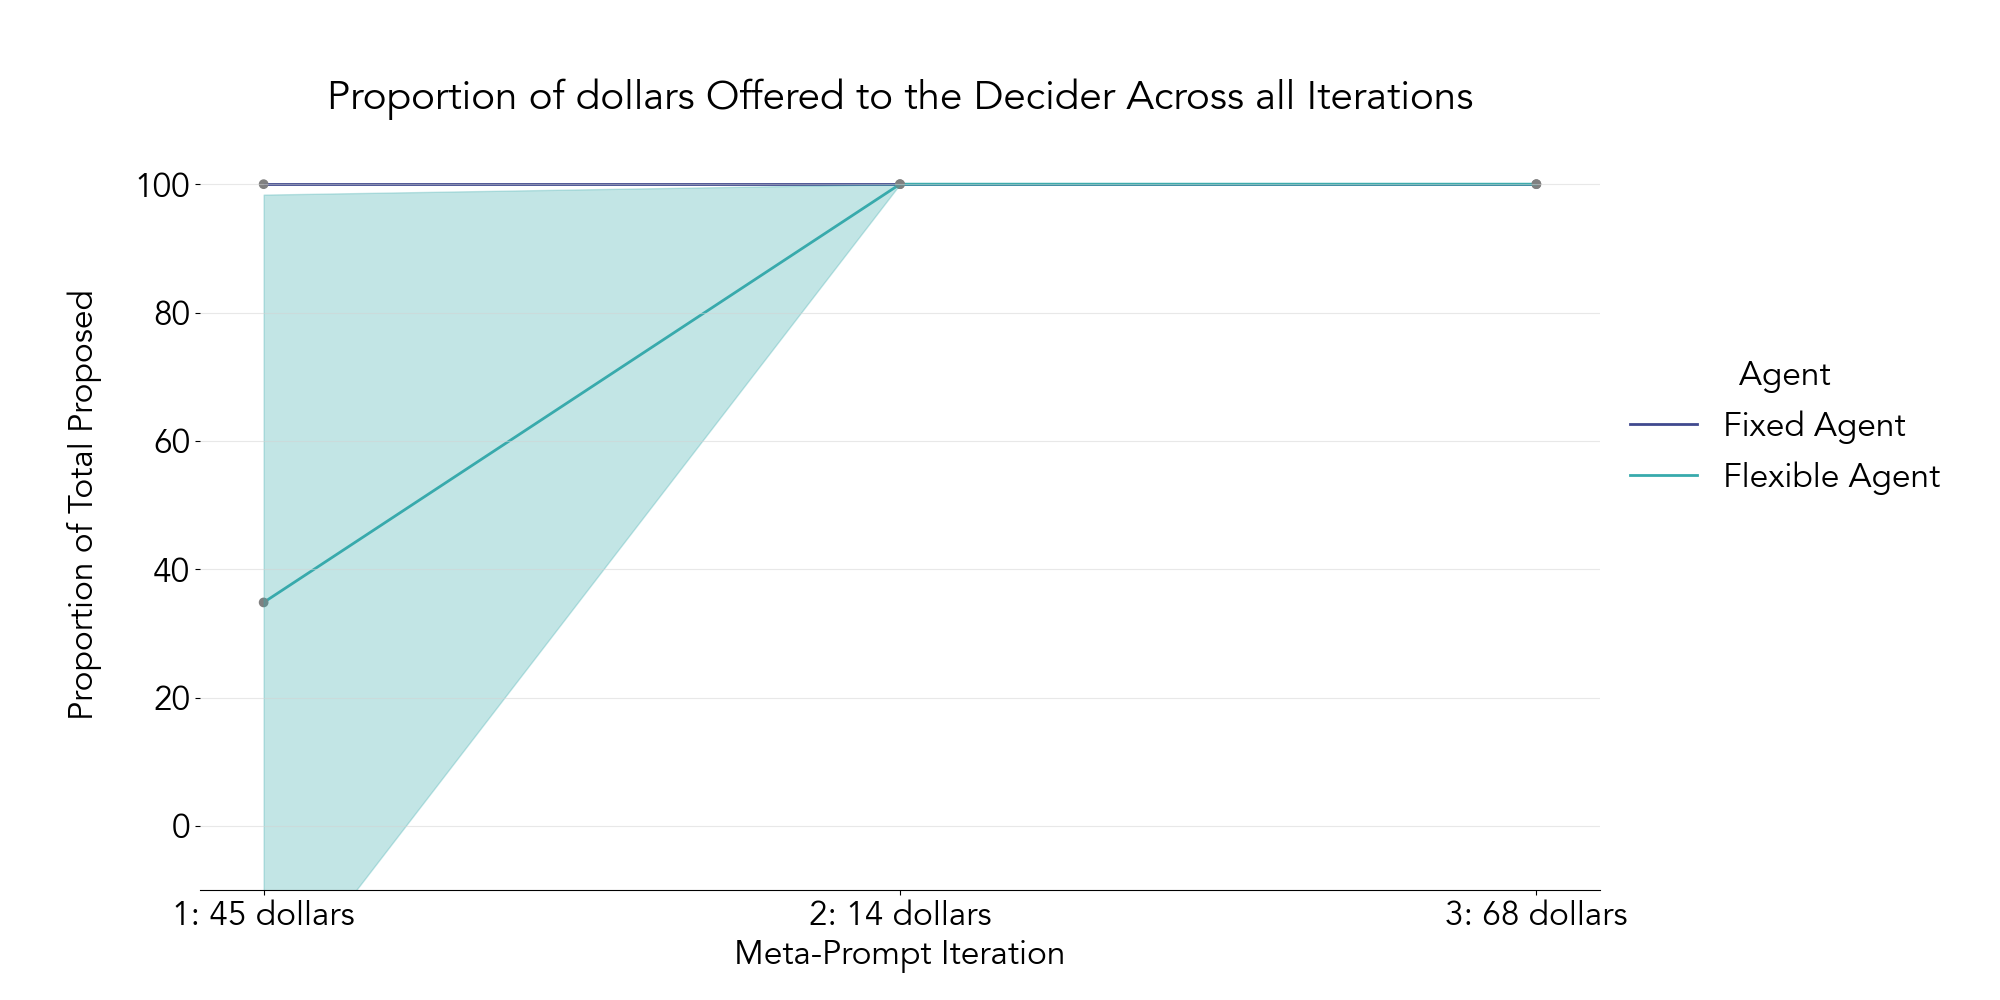 Proportion of dollars Offered to the Decider Across all Iterations
Proportion of Total Proposed
100
80
60
40
20
0
1: 45 dollars
2: 14 dollars
3: 68 dollars
Meta-Prompt Iteration
Agent
Fixed Agent
Flexible Agent